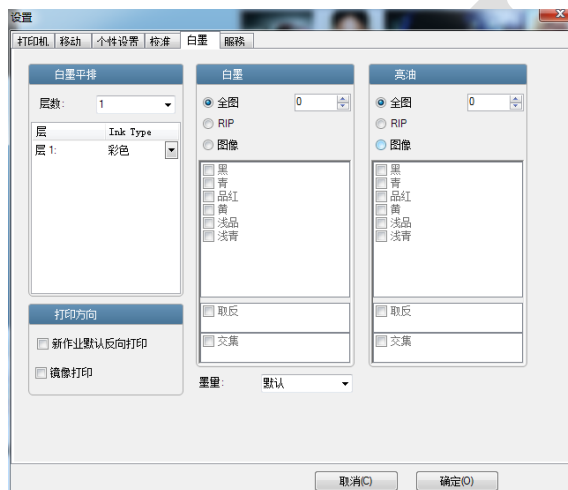 设置
打印机 移动 个性设置 校准 白墨 服務
白墨平排
层数: 1
层 Ink Type
层 1: 彩色
打印方向
新作业默认反向打印
镜像打印
白墨
全图 0
RIP
图像
黑
青
品红
黄
浅品
浅青
取反
交集
墨里: 默认
亮油
全图 0
RIP
图像
黑
青
品红
黄
浅品
浅青
取反
交集
取消(C) 确定(O)